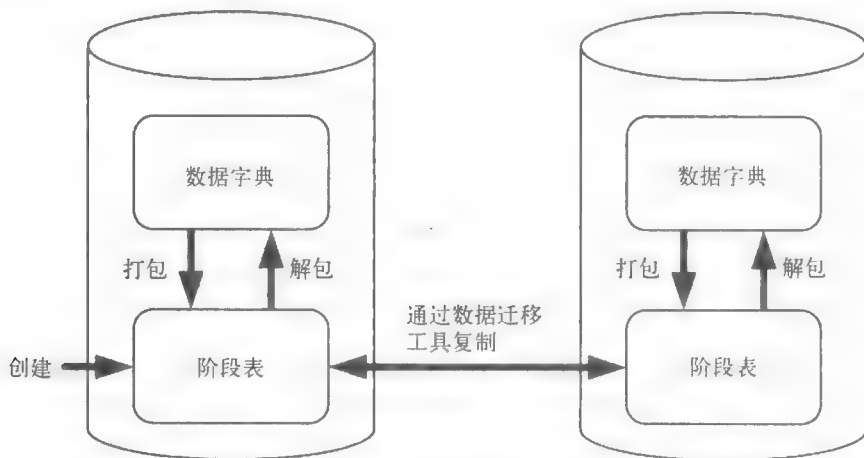 数据字典
数据字典
打包
解包
打包
解包
通过数据迁移
工具复制
创建
阶段表
阶段表